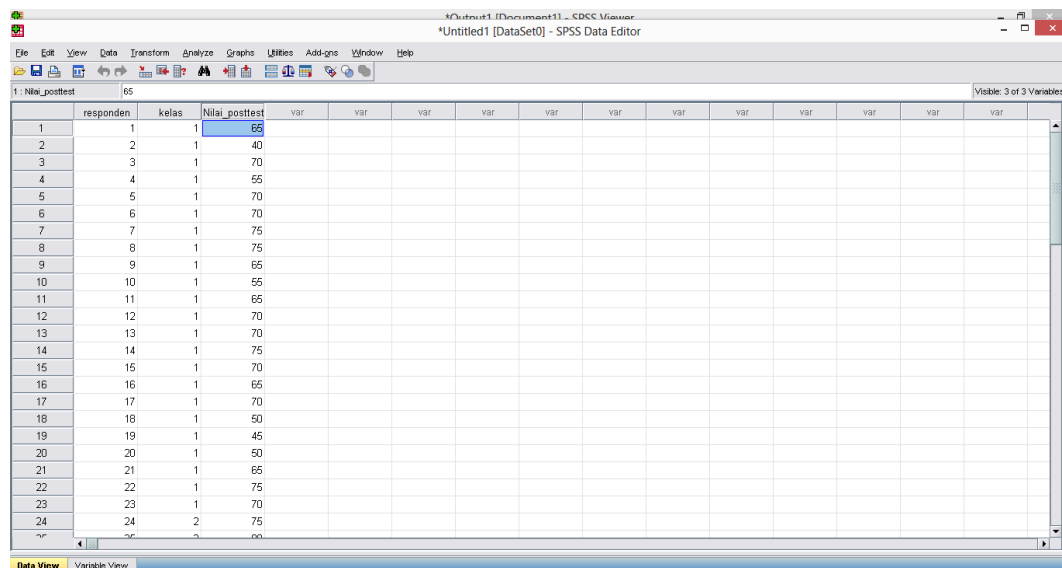 *Output1 [Document1] - SPSS Viewer
*Untitled1 [DataSet0] - SPSS Data Editor
File Edit View Data Transform Analyze Graphs Utilities Add-ons Window Help
1 : Nilai_posttest 65 Visible: 3 of 3 Variables
responden kelas Nilai_posttest var var var var var var var var var var
1 1 1 65
2 2 1 40
3 3 1 70
4 4 1 55
5 5 1 70
6 6 1 70
7 7 1 75
8 8 1 75
9 9 1 65
10 10 1 55
11 11 1 65
12 12 1 70
13 13 1 70
14 14 1 75
15 15 1 70
16 16 1 65
17 17 1 70
18 18 1 50
19 19 1 45
20 20 1 50
21 21 1 65
22 22 1 75
23 23 1 70
24 24 2 75
Data View Variable View